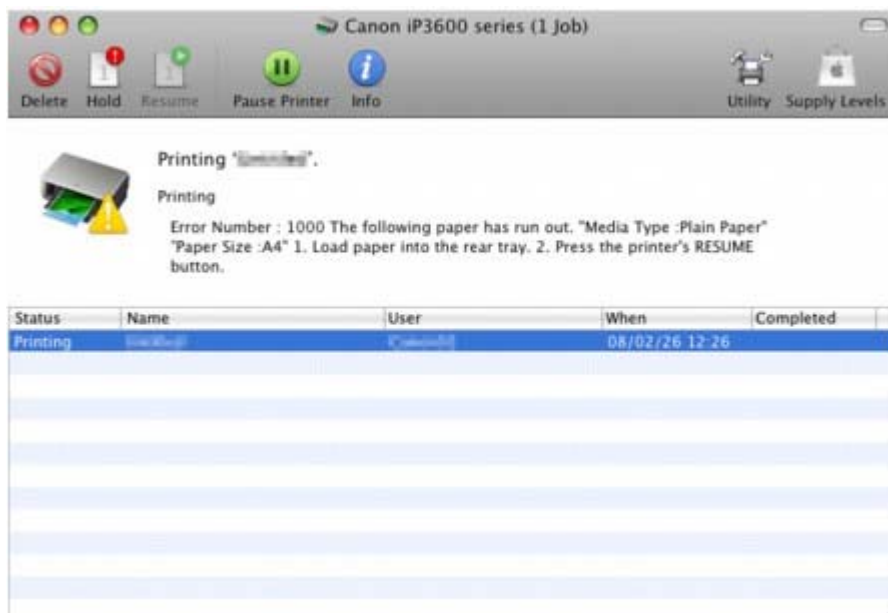 Canon iP3600 series (1 Job)
Delete Hold Resume Pause Printer Info Utility Supply Levels
Printing ‘ ’.
Printing
Error Number : 1000 The following paper has run out. "Media Type :Plain Paper"
"Paper Size :A4" 1. Load paper into the rear tray. 2. Press the printer's RESUME
button.
Status Name User When Completed
Printing 08/02/26 12:26